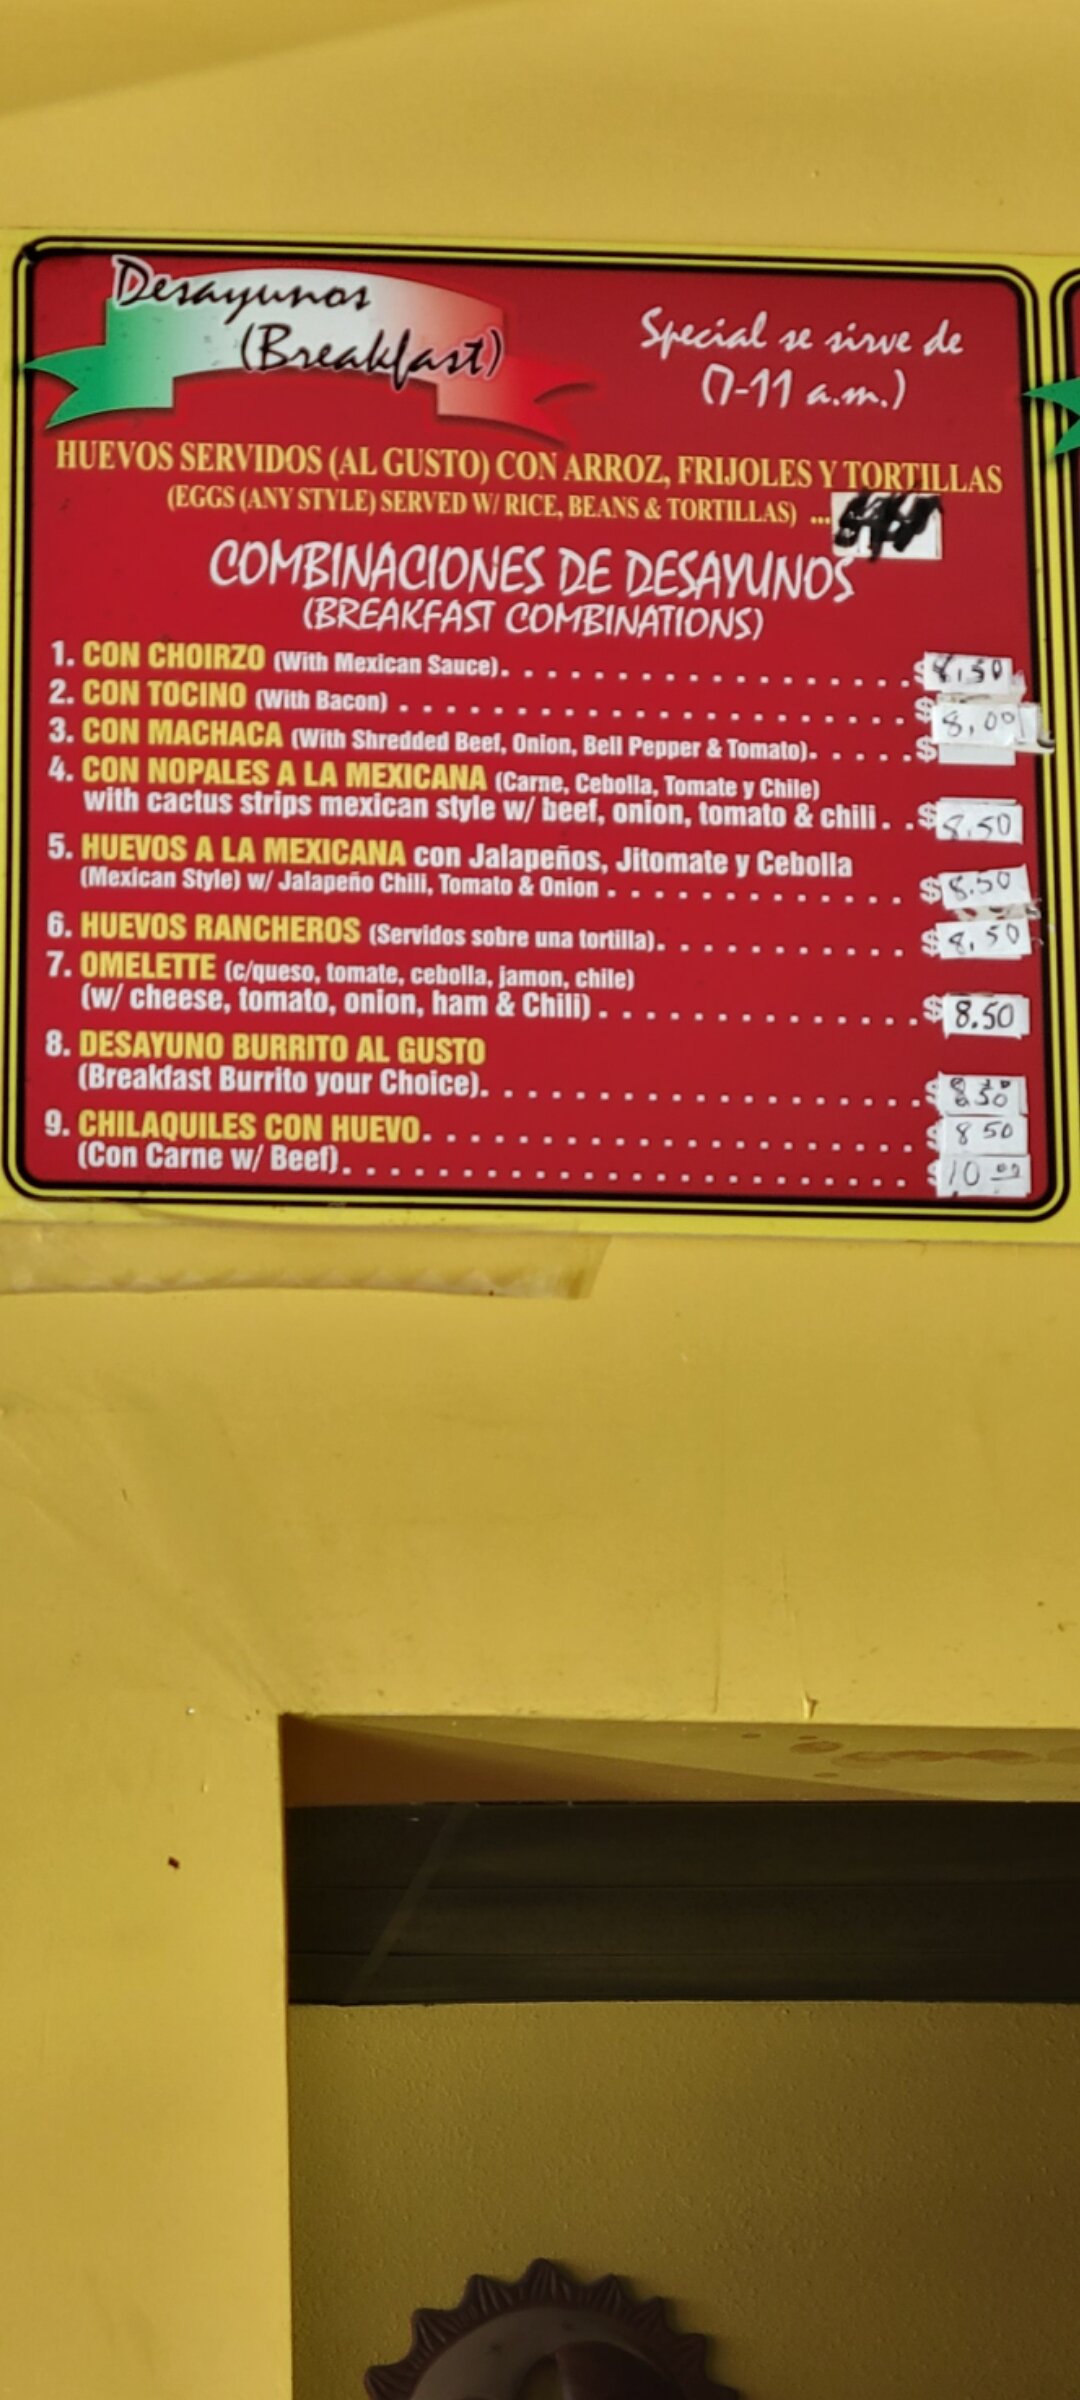 Desayunos
(Breakfast)
Special se sirve de
(7-11 a.m.)
HUEVOS SERVIDOS (AL GUSTO) CON ARROZ, FRIJOLES Y TORTILLAS
(EGGS (ANY STYLE) SERVED W/ RICE, BEANS & TORTILLAS) ...
COMBINACIONES DE DESAYUNOS
(BREAKFAST COMBINATIONS)
1. CON CHOIRZO (With Mexican Sauce). . . . . . . . . . . . . . . . . . $8,50
2. CON TOCINO (With Bacon) . . . . . . . . . . . . . . . . . . . . . . . $8,00
3. CON MACHACA (With Shredded Beef, Onion, Bell Pepper & Tomato). . . . . $
4. CON NOPALES A LA MEXICANA (Carne, Cebolla, Tomate y Chile)
with cactus strips mexican style w/ beef, onion, tomato & chili . . $8.50
5. HUEVOS A LA MEXICANA con Jalapeños, Jitomate y Cebolla
(Mexican Style) w/ Jalapeño Chili, Tomato & Onion . . . . . . . . . . . . . $8.50
6. HUEVOS RANCHEROS (Servidos sobre una tortilla). . . . . . . . . . . $8,50
7. OMELETTE (c/queso, tomate, cebolla, jamon, chile)
(w/ cheese, tomato, onion, ham & Chili) . . . . . . . . . . . . . . $8.50
8. DESAYUNO BURRITO AL GUSTO
(Breakfast Burrito your Choice). . . . . . . . . . . . . . . . . . . . $8 50
9. CHILAQUILES CON HUEVO. . . . . . . . . . . . . . . . . . . . . . $8 50
(Con Carne w/ Beef). . . . . . . . . . . . . . . . . . . . . . . . . $10 00